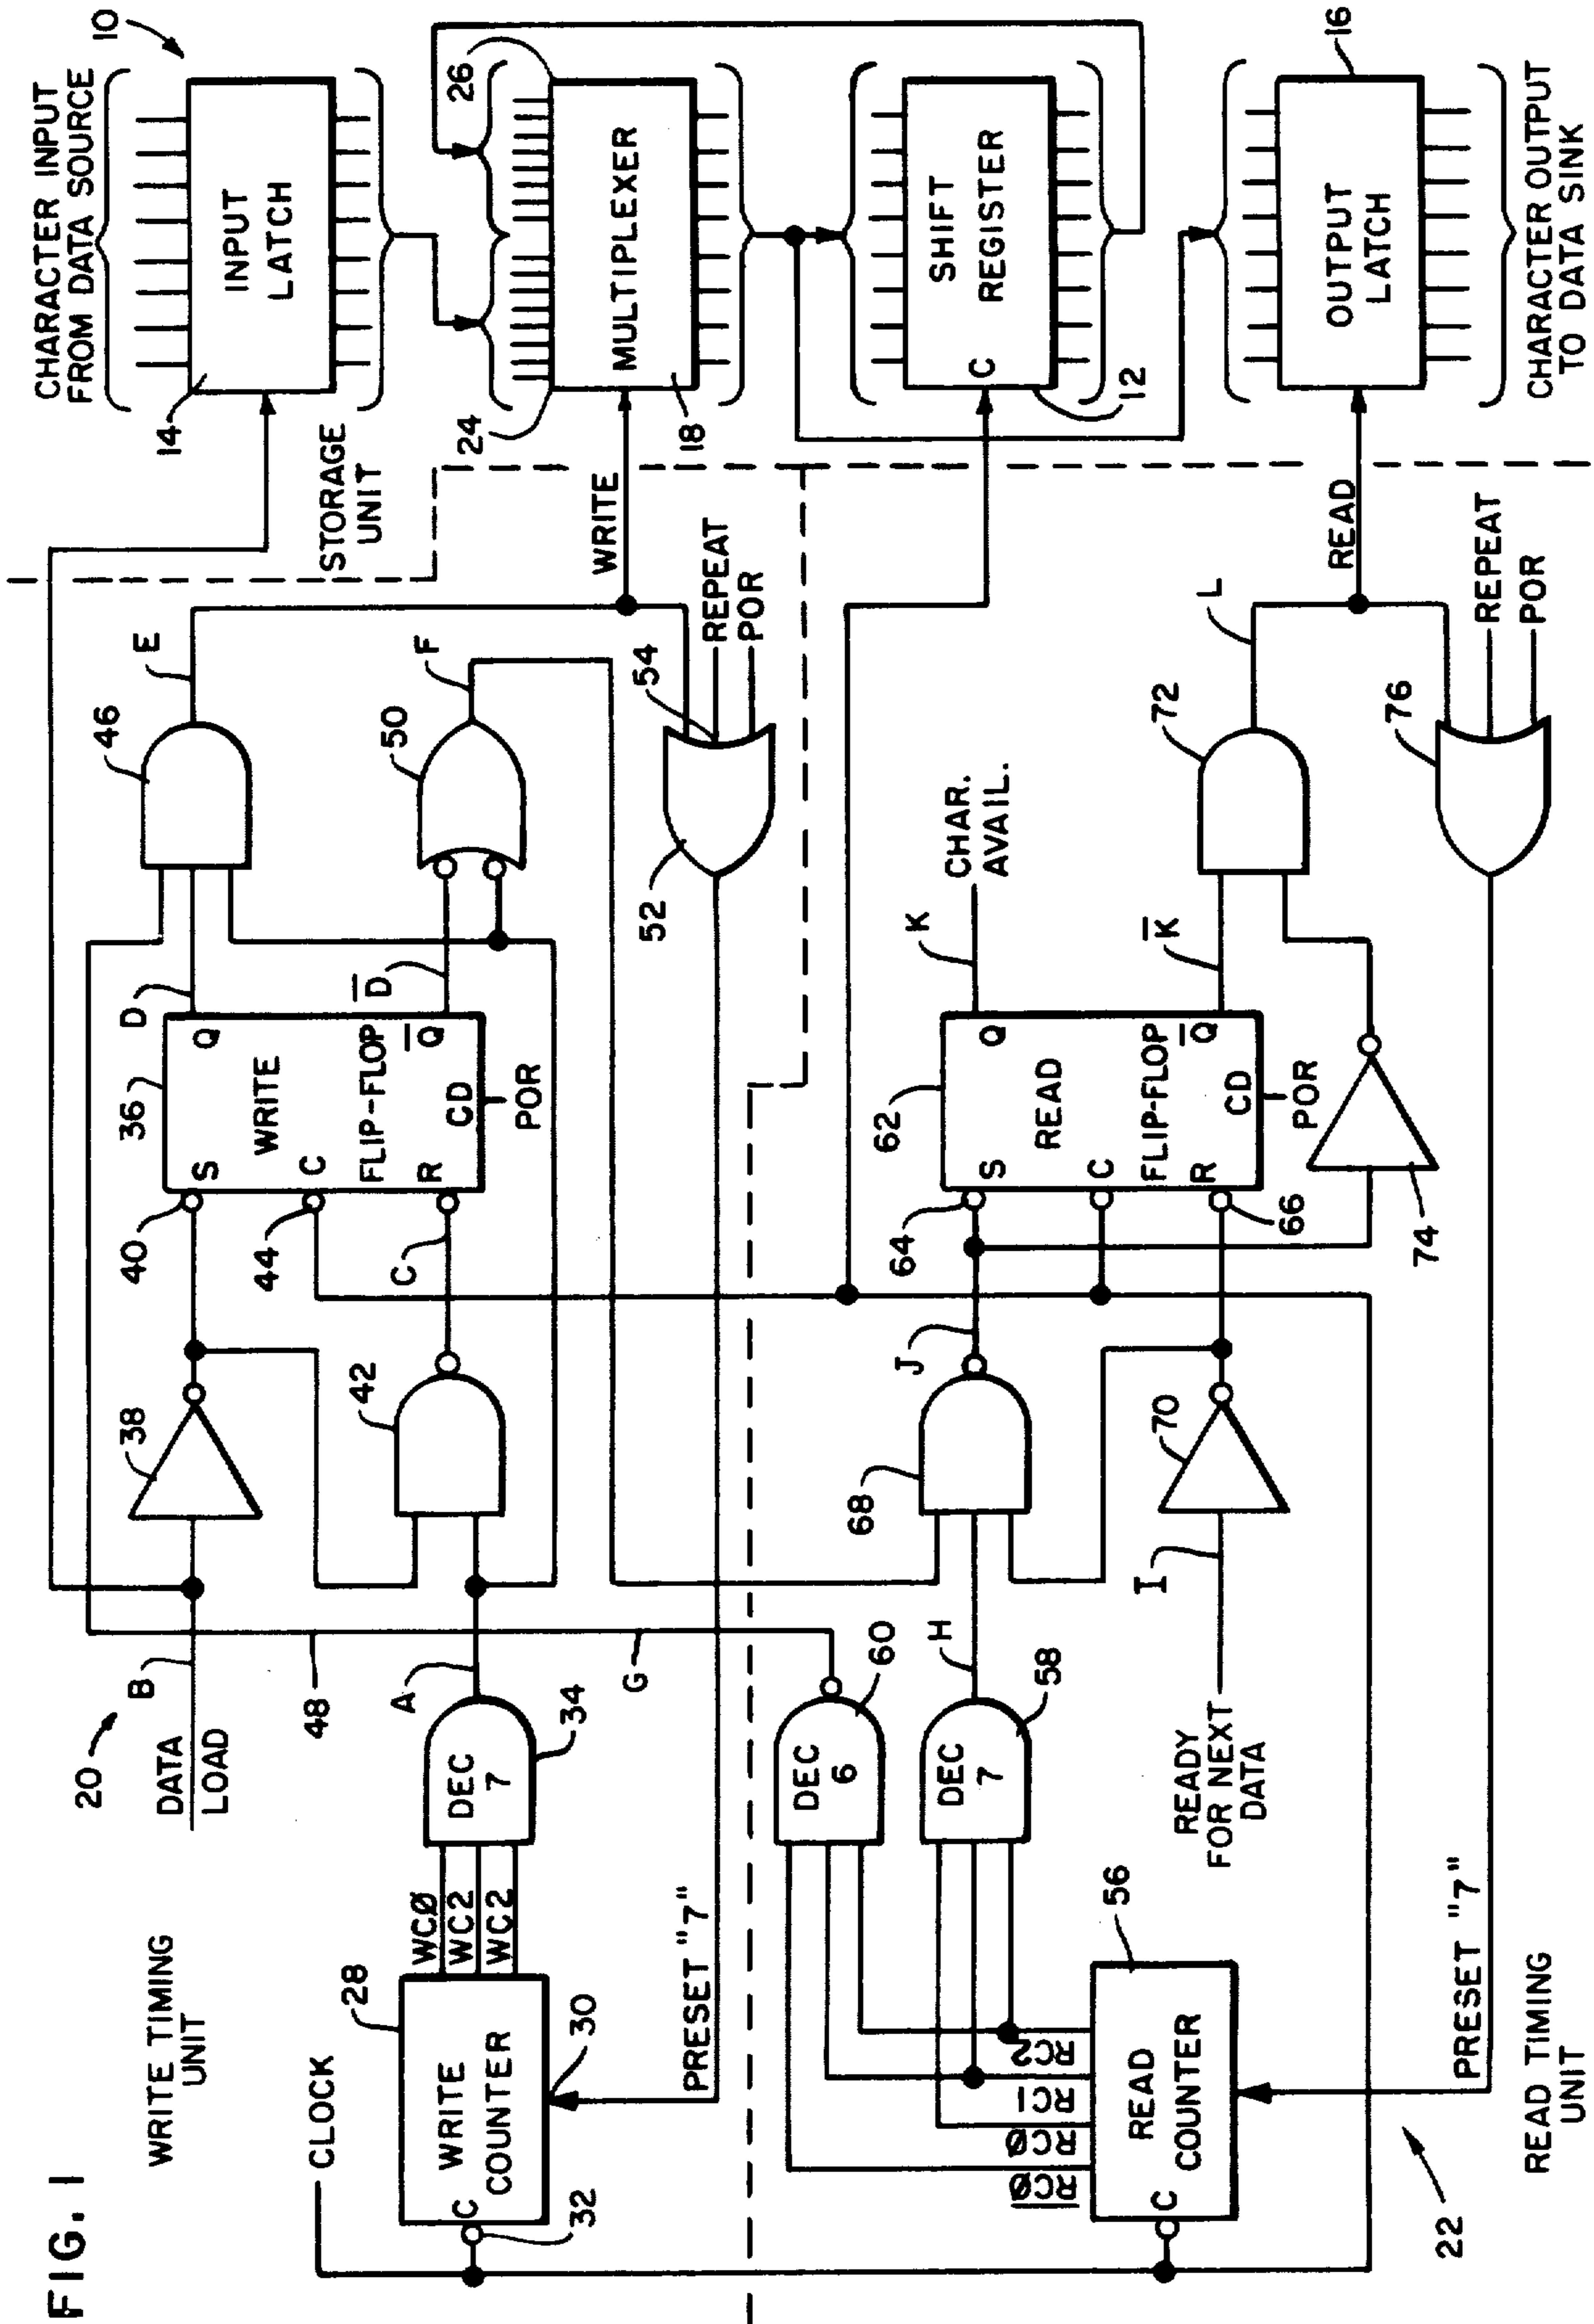 FIG. 1
WRITE TIMING
UNIT
CLOCK
28
C
WRITE
COUNTER
32
30
WCØ
WC2
WC2
PRESET "7"
20
DATA
LOAD
B
48
A
DEC
7
34
G
38
42
40
44
C
36
S
Q
WRITE
C
FLIP-FLOP
R
Q
CD
POR
D
D
46
50
E
F
52
54
REPEAT
POR
WRITE
STORAGE
UNIT
10
CHARACTER INPUT
FROM DATA SOURCE
14
INPUT
LATCH
24
26
MULTIPLEXER
18
SHIFT
REGISTER
C
12
OUTPUT
LATCH
16
CHARACTER OUTPUT
TO DATA SINK
DEC
6
60
H
DEC
7
58
RCØ
RCØ
RC1
RC2
56
READ
COUNTER
C
22
READ TIMING
UNIT
PRESET "7"
READY
FOR NEXT
DATA
I
68
70
J
64
66
62
S
Q
READ
C
FLIP-FLOP
R
Q
CD
POR
74
K
CHAR.
AVAIL.
K
72
L
76
READ
REPEAT
POR